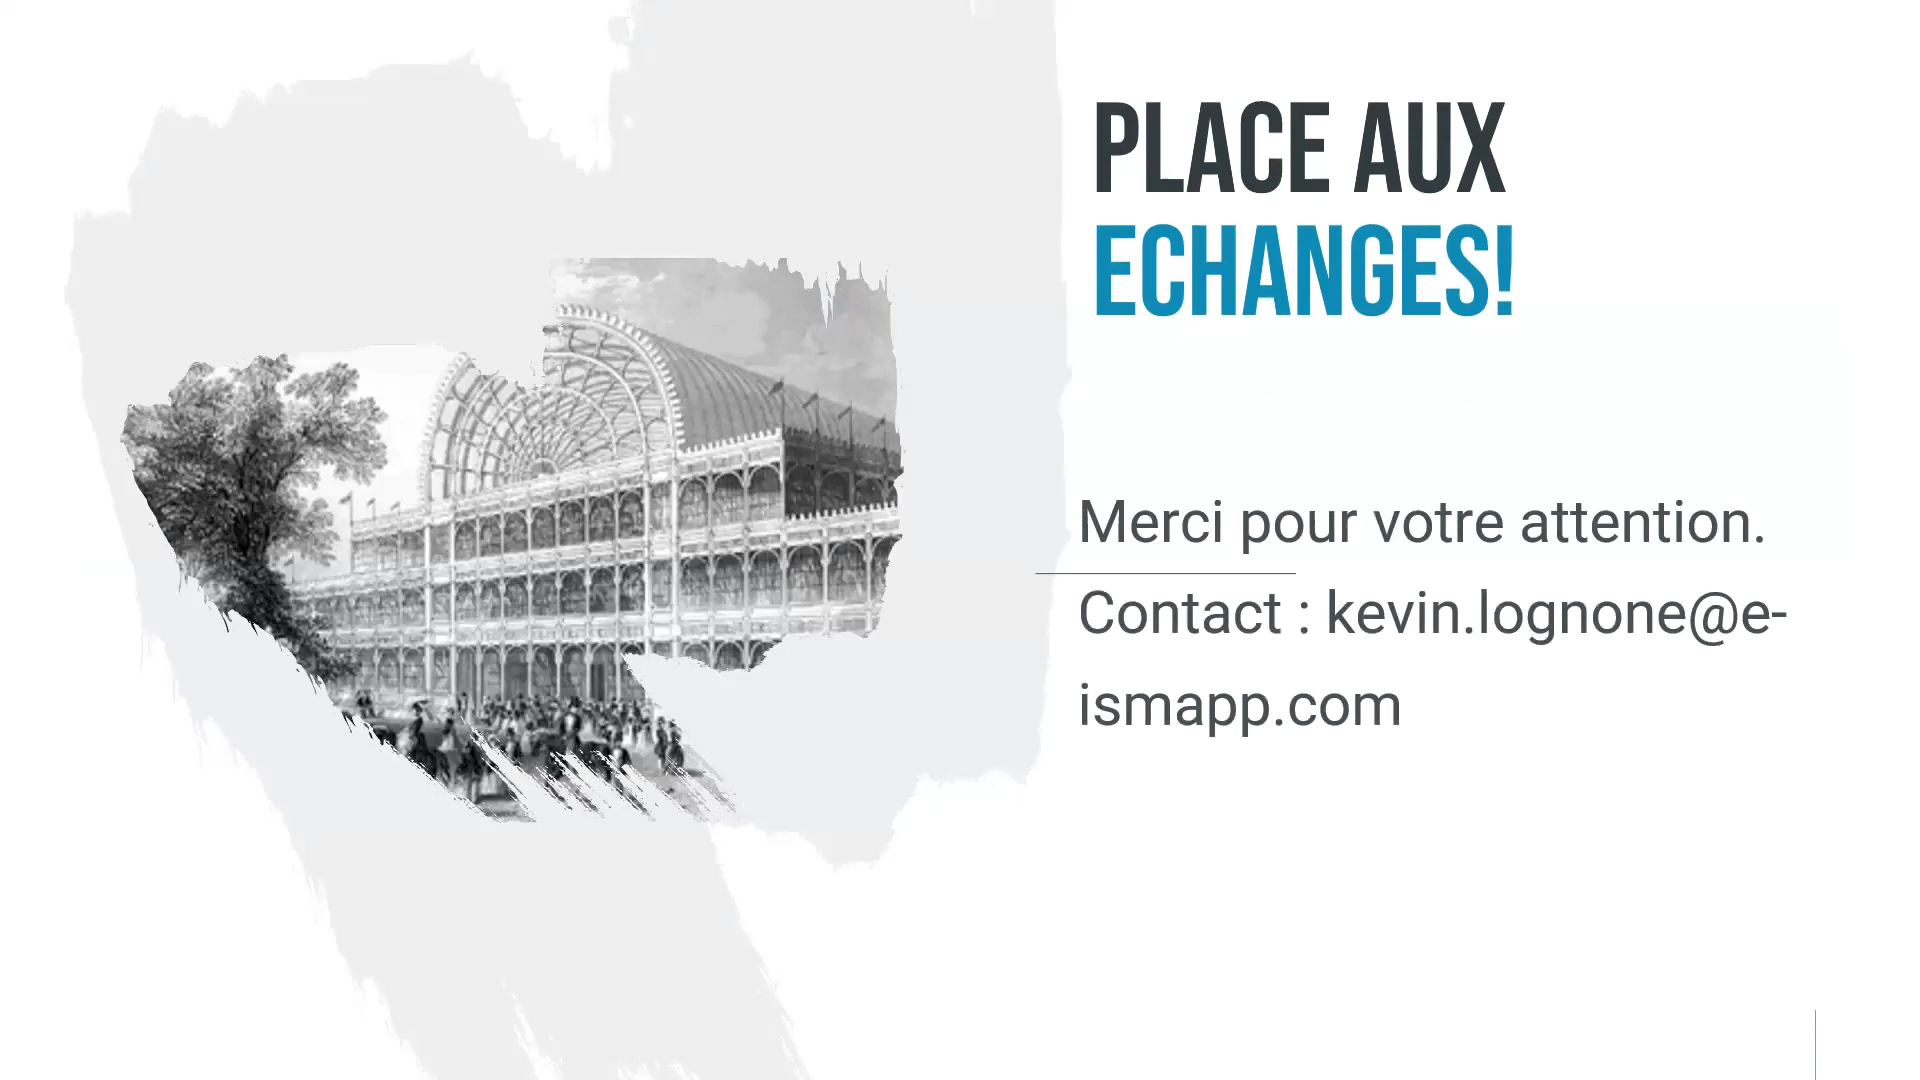 PLACE AUX
ECHANGES!
Merci pour votre attention.
Contact : kevin.lognone@e-
ismapp.com